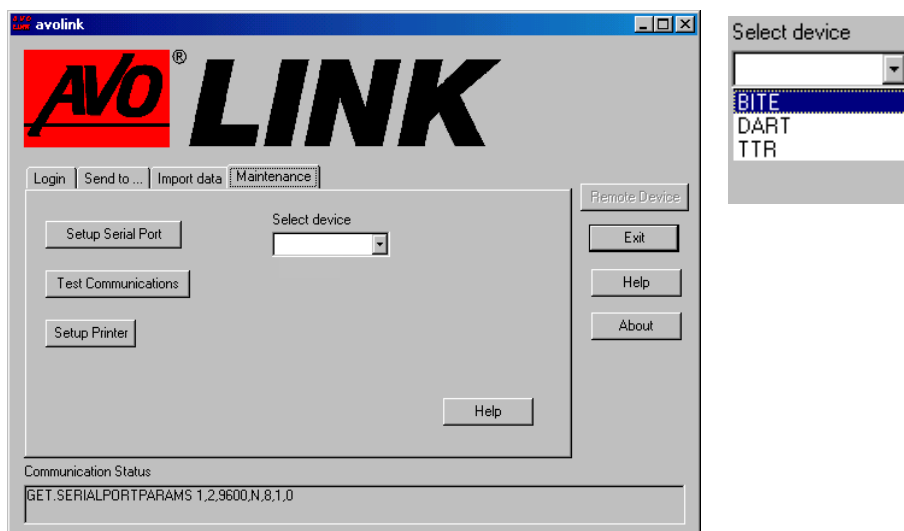 AVO LINK avolink
AVO® LINK
Login Send to ... Import data Maintenance
Remote Device
Setup Serial Port
Select device
Exit
Test Communications
Help
Setup Printer
About
Help
Communication Status
GET.SERIALPORTPARAMS 1,2,9600,N,8,1,0
Select device
BITE
DART
TTR